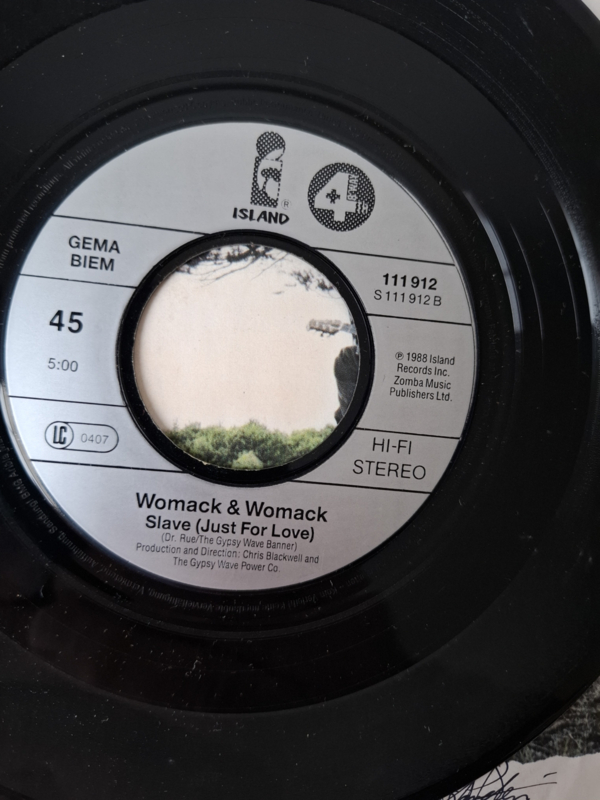 ISLAND
4
GEMA
BIEM
45
5:00
LC 0407
111 912
S 111 912 B
℗ 1988 Island
Records Inc.
Zomba Music
Publishers Ltd.
HI-FI
STEREO
Womack & Womack
Slave (Just For Love)
(Dr. Rue/The Gypsy Wave Banner)
Production and Direction: Chris Blackwell and
The Gypsy Wave Power Co.